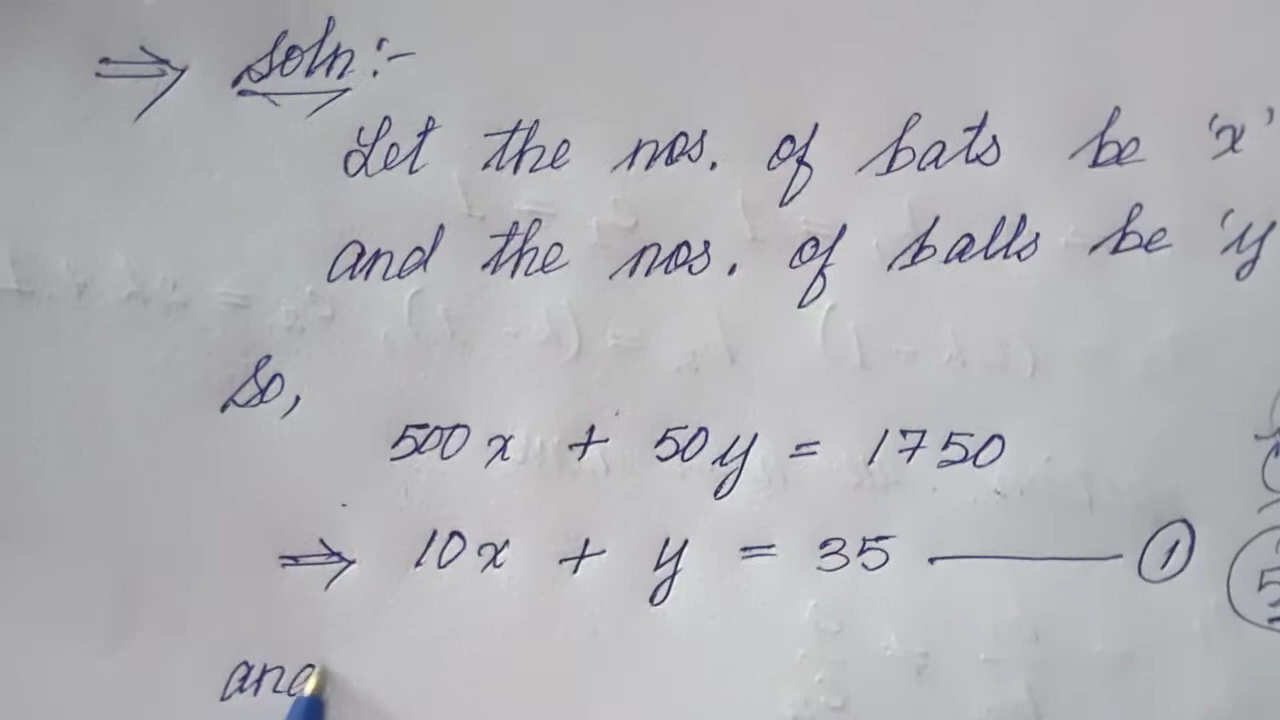 ⇒ Soln :-
Let the nos. of bats be 'x'
and the nos. of balls be 'y
So,
500x + 50y = 1750
⇒ 10x + y = 35 —— ①
and